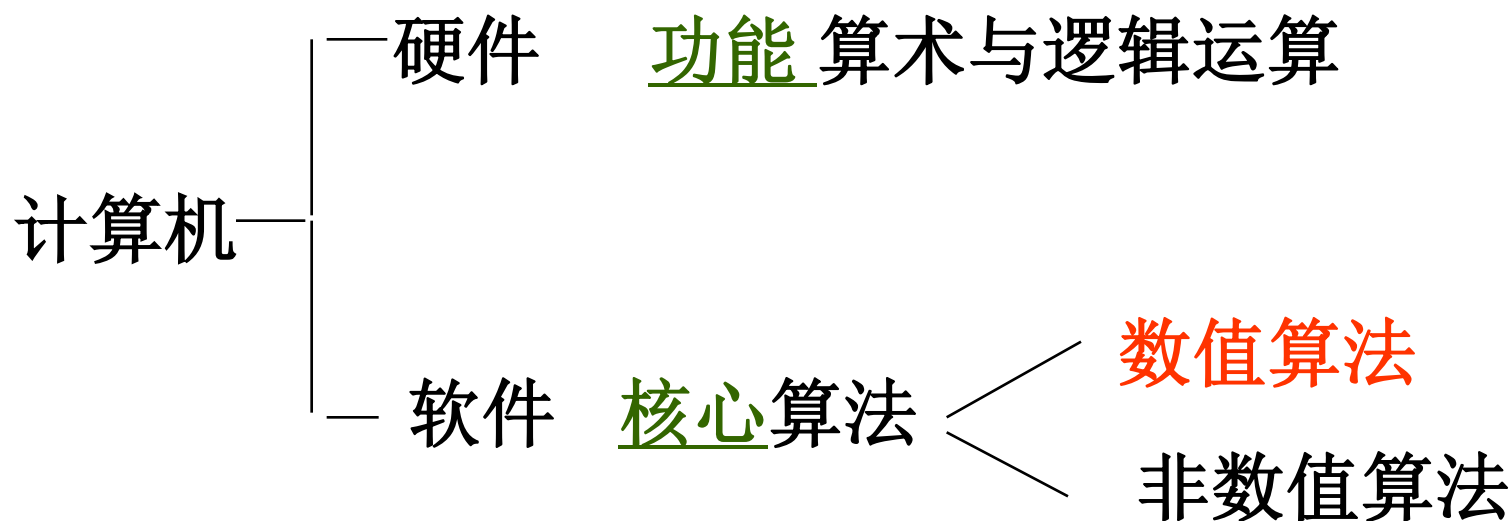 硬件 功能 算术与逻辑运算
计算机
数值算法
软件 核心算法
非数值算法